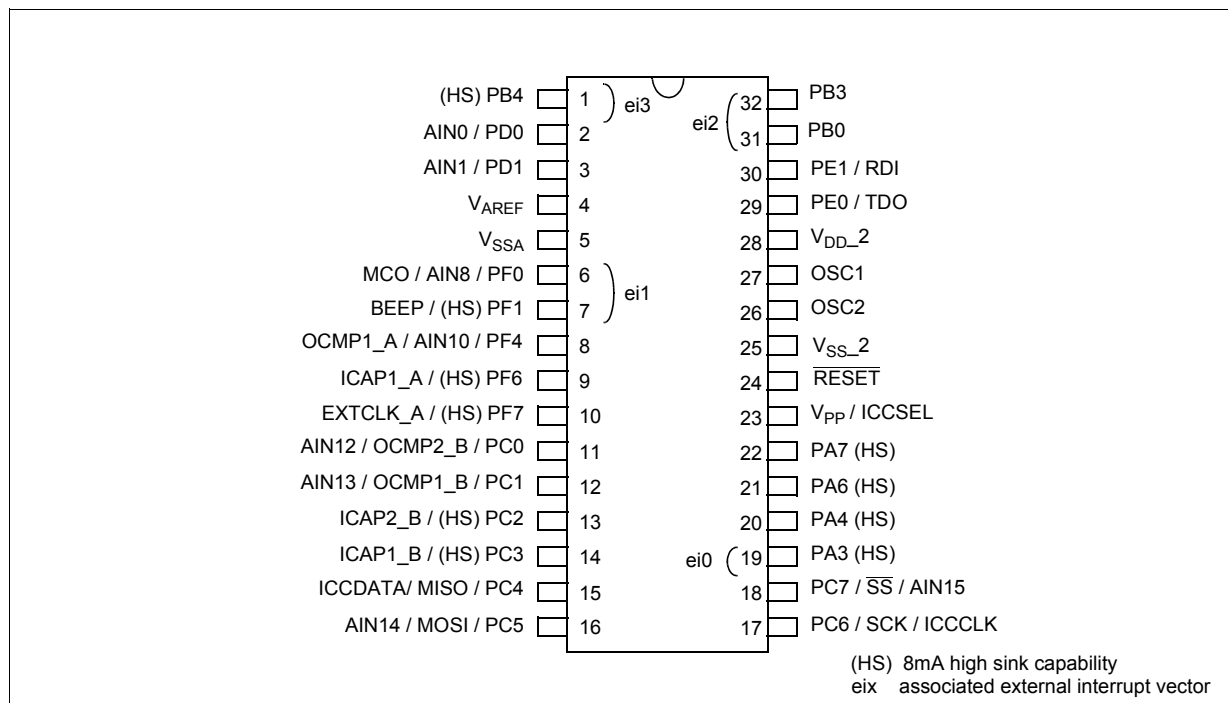 (HS) PB4 1 ei3
AIN0 / PD0 2
AIN1 / PD1 3
VAREF 4
VSSA 5
MCO / AIN8 / PF0 6
ei1
BEEP / (HS) PF1 7
OCMP1_A / AIN10 / PF4 8
ICAP1_A / (HS) PF6 9
EXTCLK_A / (HS) PF7 10
AIN12 / OCMP2_B / PC0 11
AIN13 / OCMP1_B / PC1 12
ICAP2_B / (HS) PC2 13
ICAP1_B / (HS) PC3 14
ICCDATA/ MISO / PC4 15
AIN14 / MOSI / PC5 16
32 PB3
ei2
31 PB0
30 PE1 / RDI
29 PE0 / TDO
28 VDD_2
27 OSC1
26 OSC2
25 VSS_2
24 RESET
23 VPP / ICCSEL
22 PA7 (HS)
21 PA6 (HS)
20 PA4 (HS)
ei0 19 PA3 (HS)
18 PC7 / SS / AIN15
17 PC6 / SCK / ICCCLK
(HS) 8mA high sink capability
eix associated external interrupt vector